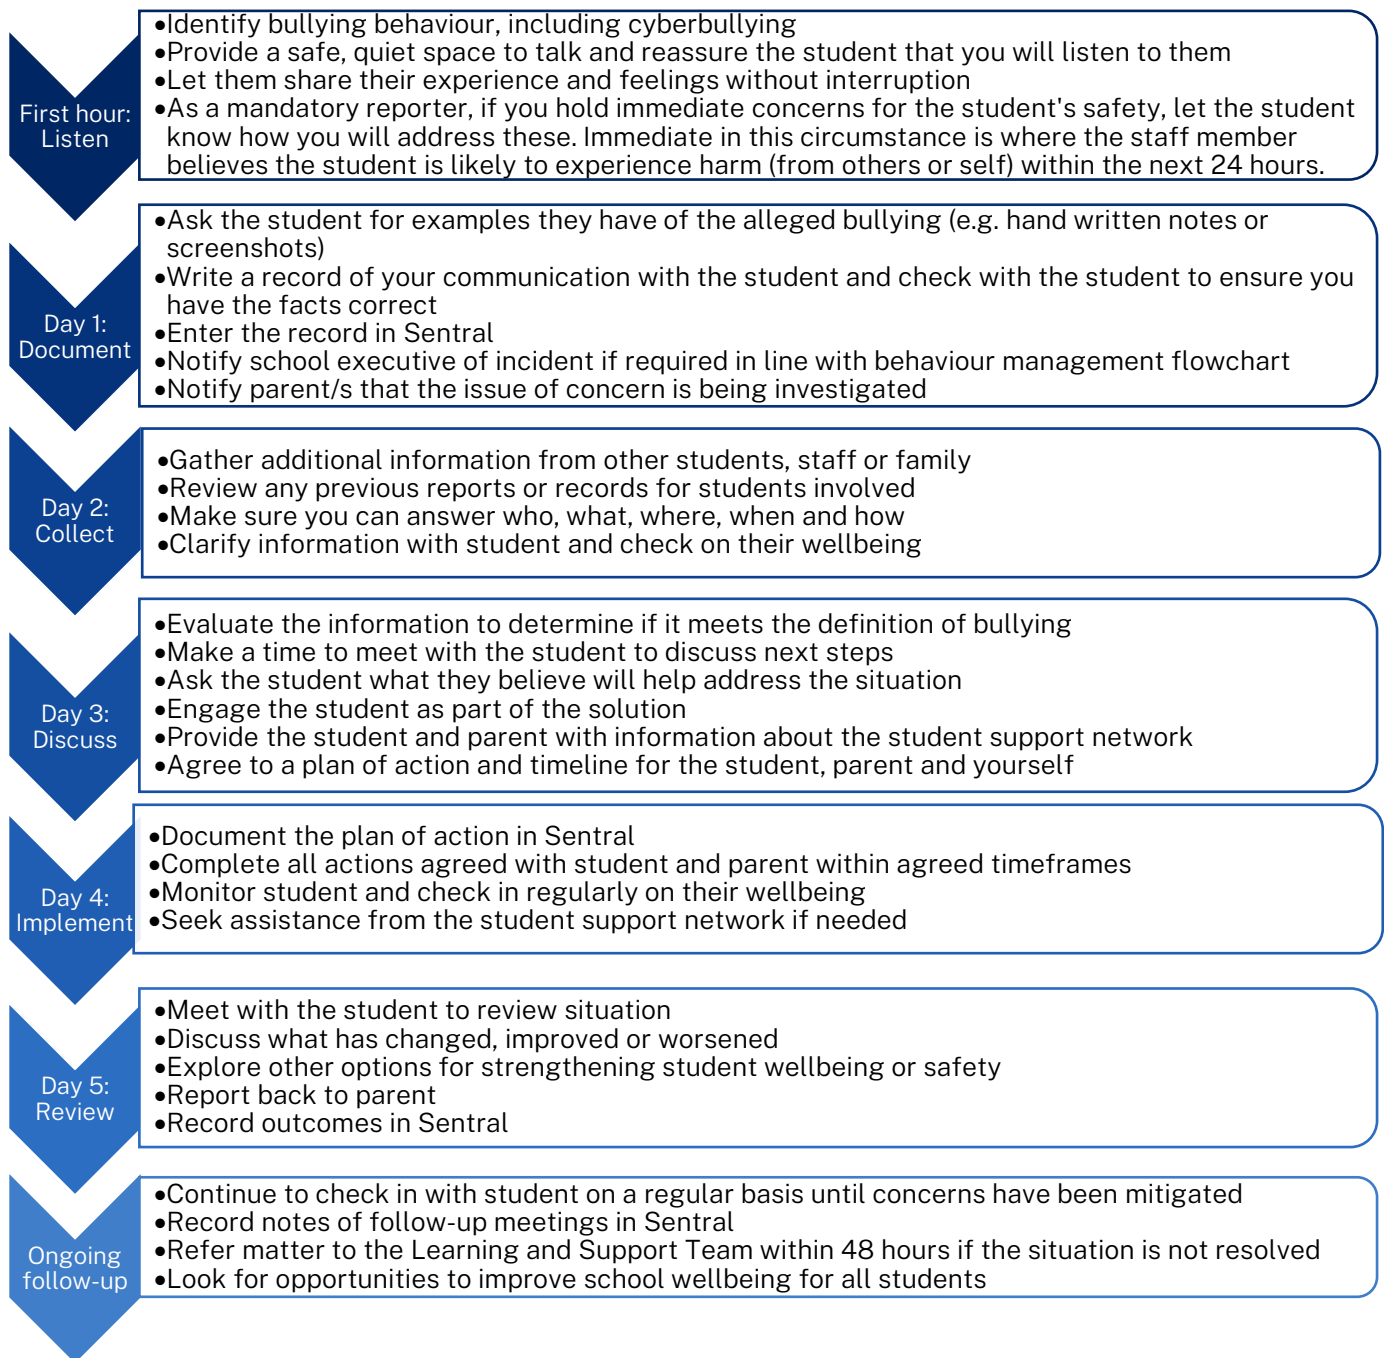 First hour:
Listen
•Identify bullying behaviour, including cyberbullying
•Provide a safe, quiet space to talk and reassure the student that you will listen to them
•Let them share their experience and feelings without interruption
•As a mandatory reporter, if you hold immediate concerns for the student's safety, let the student
know how you will address these. Immediate in this circumstance is where the staff member
believes the student is likely to experience harm (from others or self) within the next 24 hours.
Day 1:
Document
•Ask the student for examples they have of the alleged bullying (e.g. hand written notes or
screenshots)
•Write a record of your communication with the student and check with the student to ensure you
have the facts correct
•Enter the record in Sentral
•Notify school executive of incident if required in line with behaviour management flowchart
•Notify parent/s that the issue of concern is being investigated
Day 2:
Collect
•Gather additional information from other students, staff or family
•Review any previous reports or records for students involved
•Make sure you can answer who, what, where, when and how
•Clarify information with student and check on their wellbeing
Day 3:
Discuss
•Evaluate the information to determine if it meets the definition of bullying
•Make a time to meet with the student to discuss next steps
•Ask the student what they believe will help address the situation
•Engage the student as part of the solution
•Provide the student and parent with information about the student support network
•Agree to a plan of action and timeline for the student, parent and yourself
Day 4:
Implement
•Document the plan of action in Sentral
•Complete all actions agreed with student and parent within agreed timeframes
•Monitor student and check in regularly on their wellbeing
•Seek assistance from the student support network if needed
Day 5:
Review
•Meet with the student to review situation
•Discuss what has changed, improved or worsened
•Explore other options for strengthening student wellbeing or safety
•Report back to parent
•Record outcomes in Sentral
Ongoing
follow-up
•Continue to check in with student on a regular basis until concerns have been mitigated
•Record notes of follow-up meetings in Sentral
•Refer matter to the Learning and Support Team within 48 hours if the situation is not resolved
•Look for opportunities to improve school wellbeing for all students